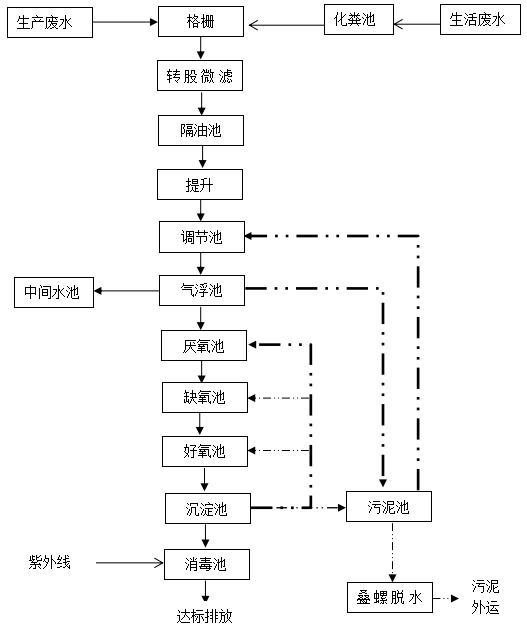 生产废水
格栅
化粪池
生活废水
转股微滤
隔油池
提升
调节池
中间水池
气浮池
厌氧池
缺氧池
好氧池
沉淀池
污泥池
紫外线
消毒池
叠螺脱水
污泥
外运
达标排放